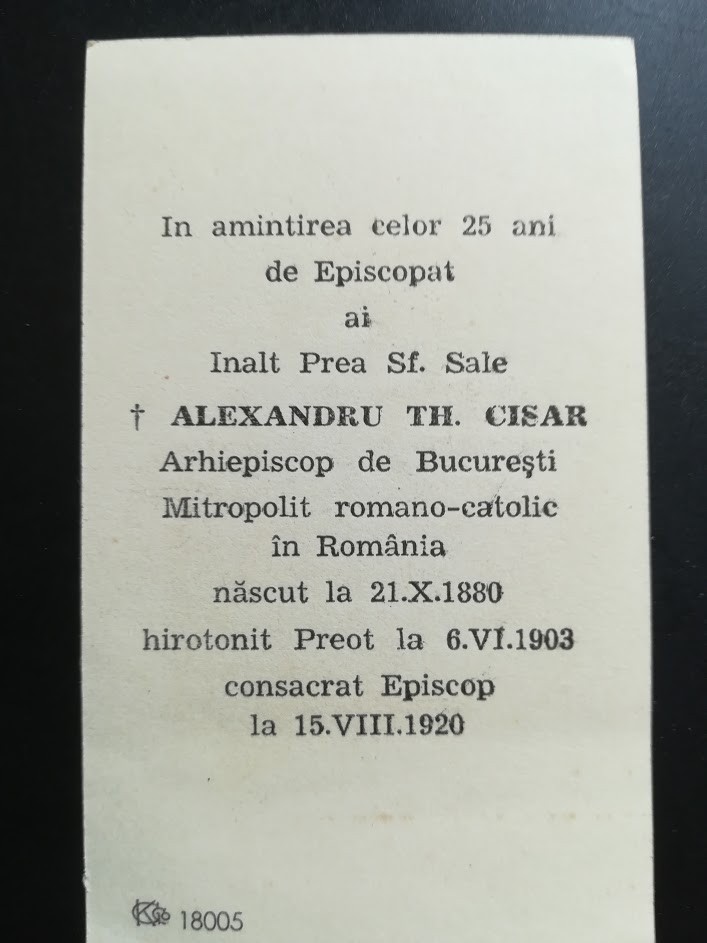 In amintirea celor 25 ani
de Episcopat
ai
Inalt Prea Sf. Sale
† ALEXANDRU TH. CISAR
Arhiepiscop de Bucureşti
Mitropolit romano-catolic
în România
născut la 21.X.1880
hirotonit Preot la 6.VI.1903
consacrat Episcop
la 15.VIII.1920
18005